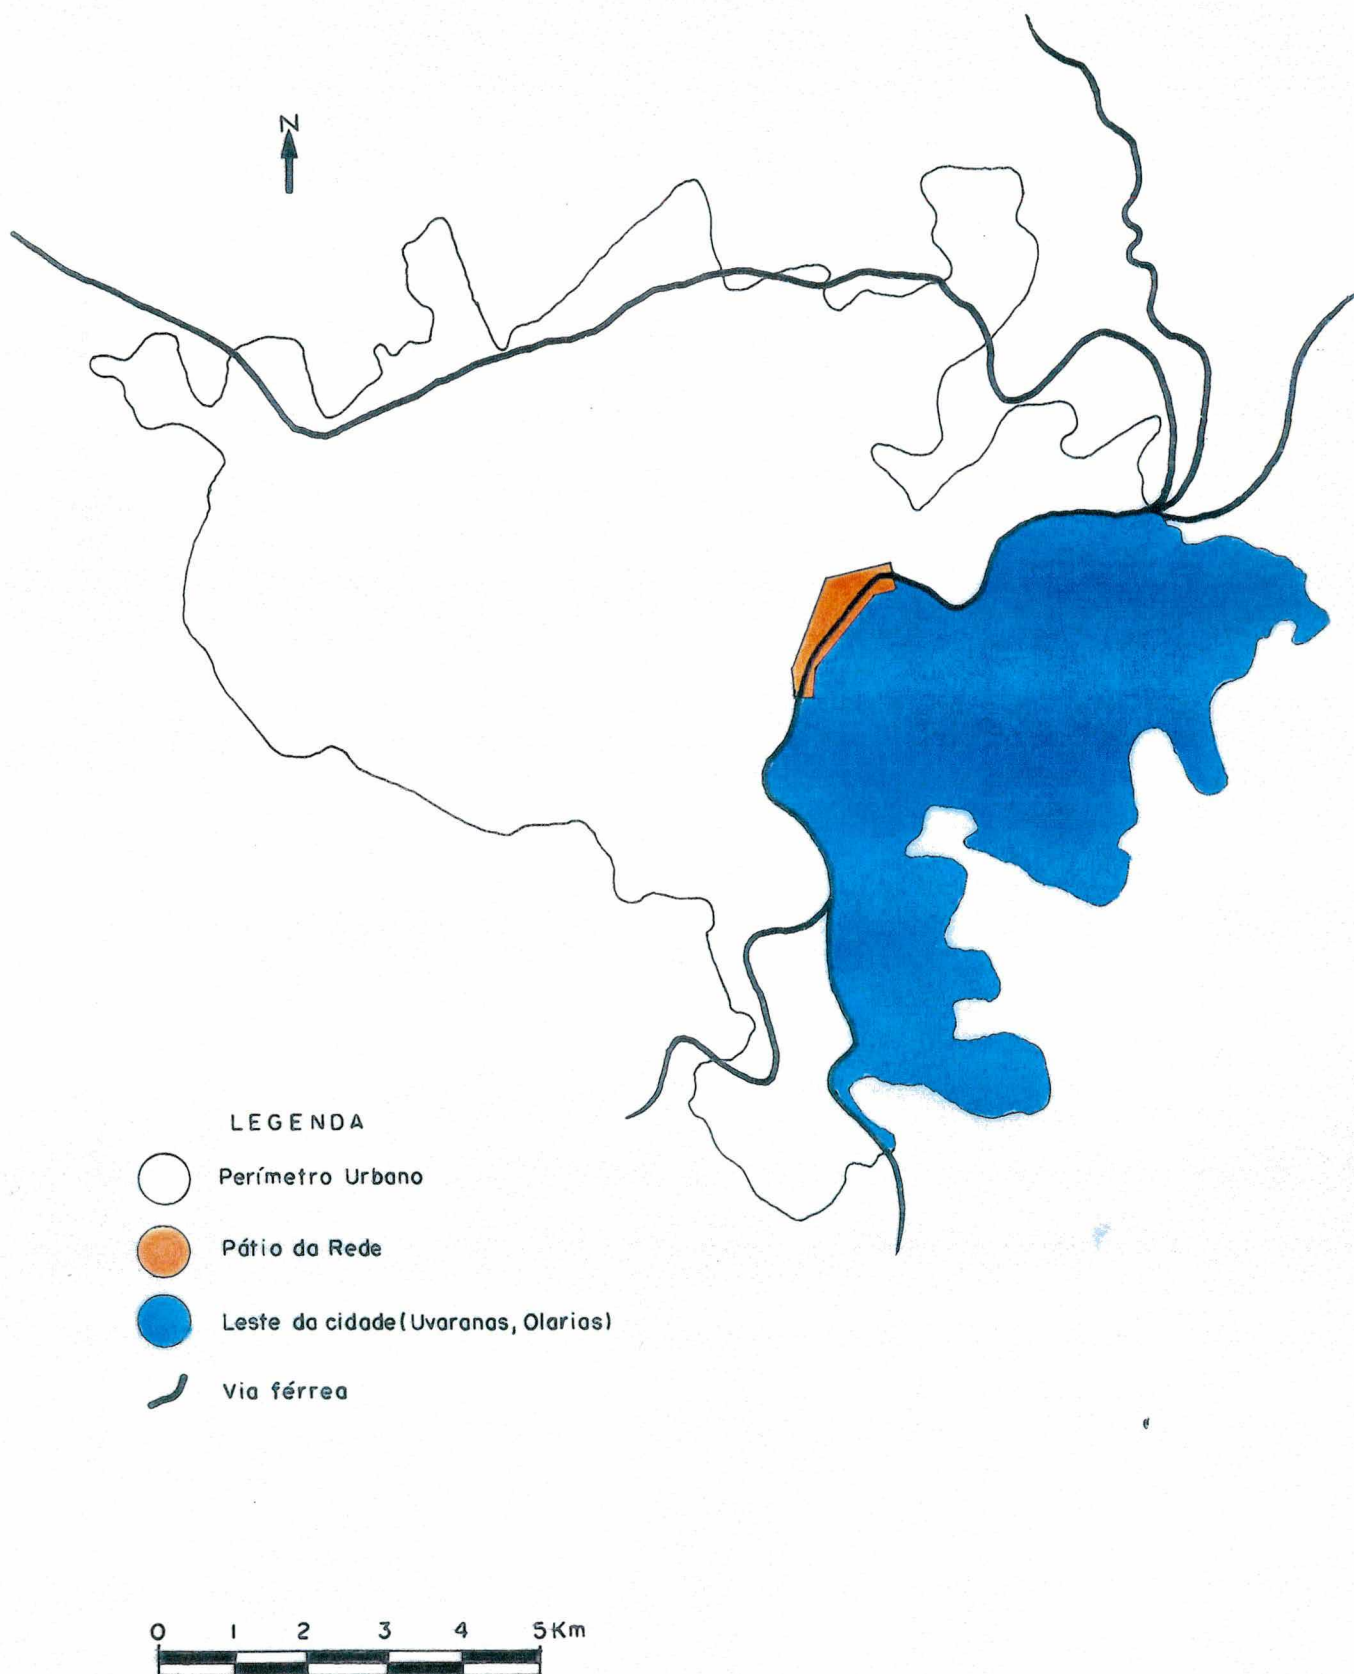 N
LEGENDA
Perímetro Urbano
Pátio da Rede
Leste da cidade (Uvaranas, Olarias)
Via férrea
0 1 2 3 4 5 Km